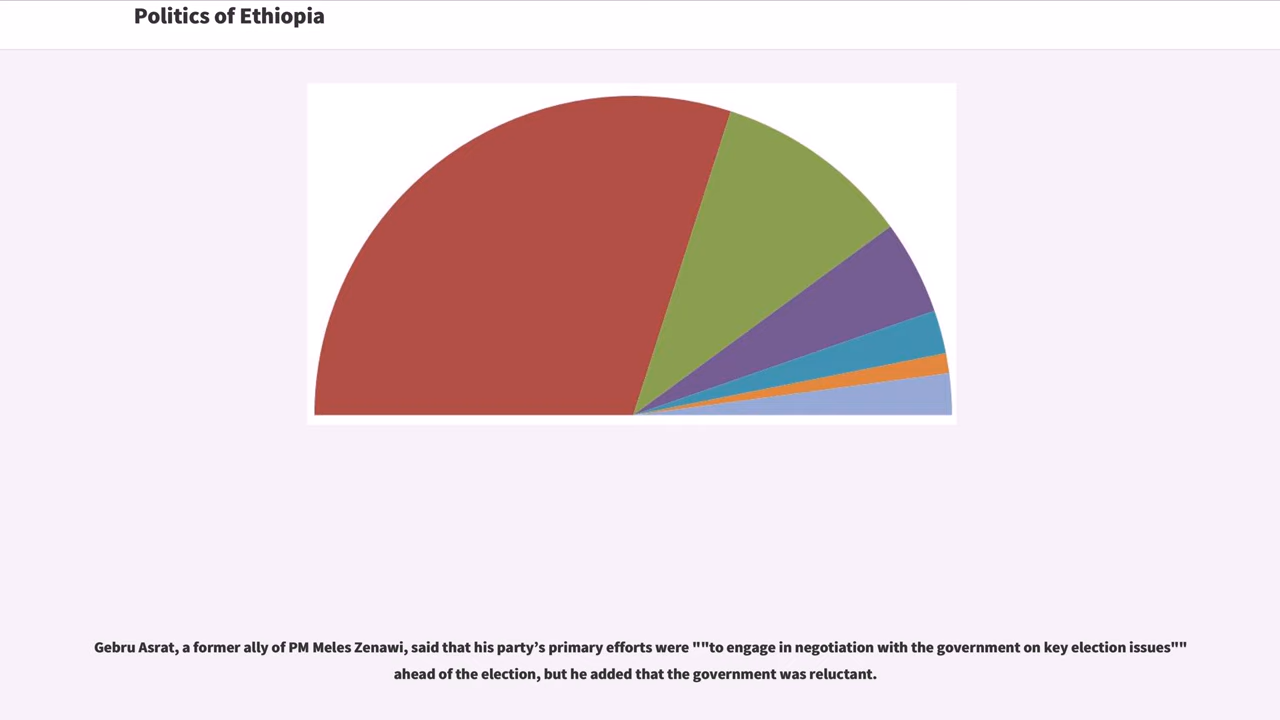 Politics of Ethiopia
Gebru Asrat, a former ally of PM Meles Zenawi, said that his party’s primary efforts were ""to engage in negotiation with the government on key election issues""
ahead of the election, but he added that the government was reluctant.